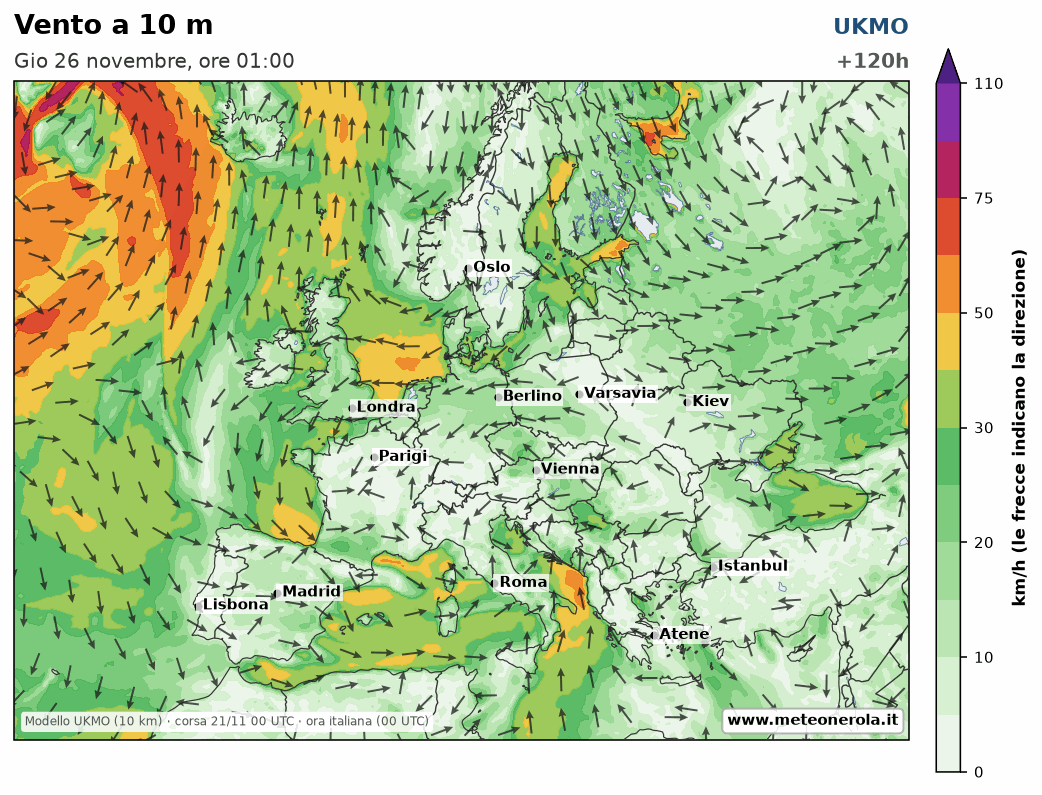 Vento a 10 m
UKMO
Gio 26 novembre, ore 01:00
+120h
110
75
50
30
20
10
0
km/h (le frecce indicano la direzione)
Oslo
Londra
Berlino
Varsavia
Kiev
Parigi
Vienna
Istanbul
Roma
Madrid
Lisbona
Atene
Modello UKMO (10 km) · corsa 21/11 00 UTC · ora italiana (00 UTC)
www.meteonerola.it